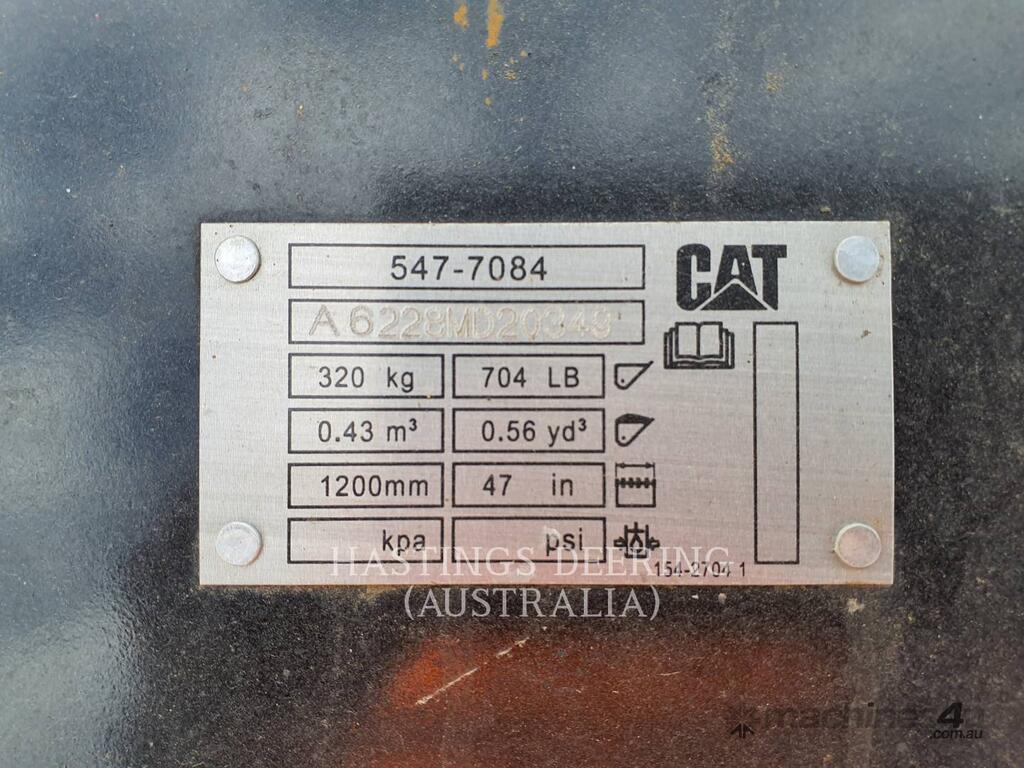 547-7084
CAT
A6228MD20343
320 kg 704 LB
0.43 m³ 0.56 yd³
1200mm 47 in
kpa psi
154-2704 1
HASTINGS DEERING
(AUSTRALIA)
machines4u
.com.au